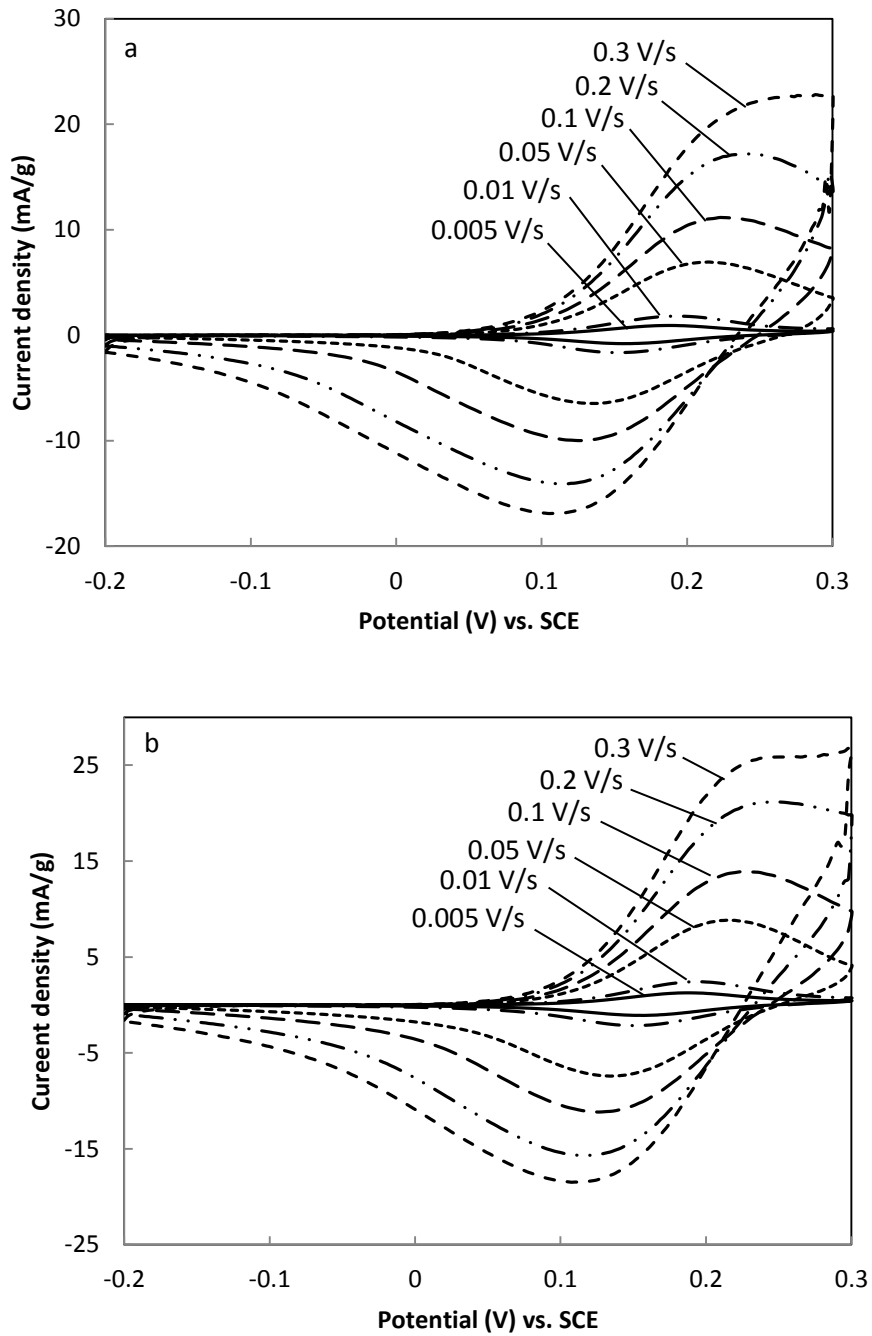 a
30
20
10
0
-10
-20
0.3 V/s
0.2 V/s
0.1 V/s
0.05 V/s
0.01 V/s
0.005 V/s
Current density (mA/g)
-0.2 -0.1 0 0.1 0.2 0.3
Potential (V) vs. SCE
b
25
15
5
-5
-15
-25
0.3 V/s
0.2 V/s
0.1 V/s
0.05 V/s
0.01 V/s
0.005 V/s
Cureent density (mA/g)
-0.2 -0.1 0 0.1 0.2 0.3
Potential (V) vs. SCE